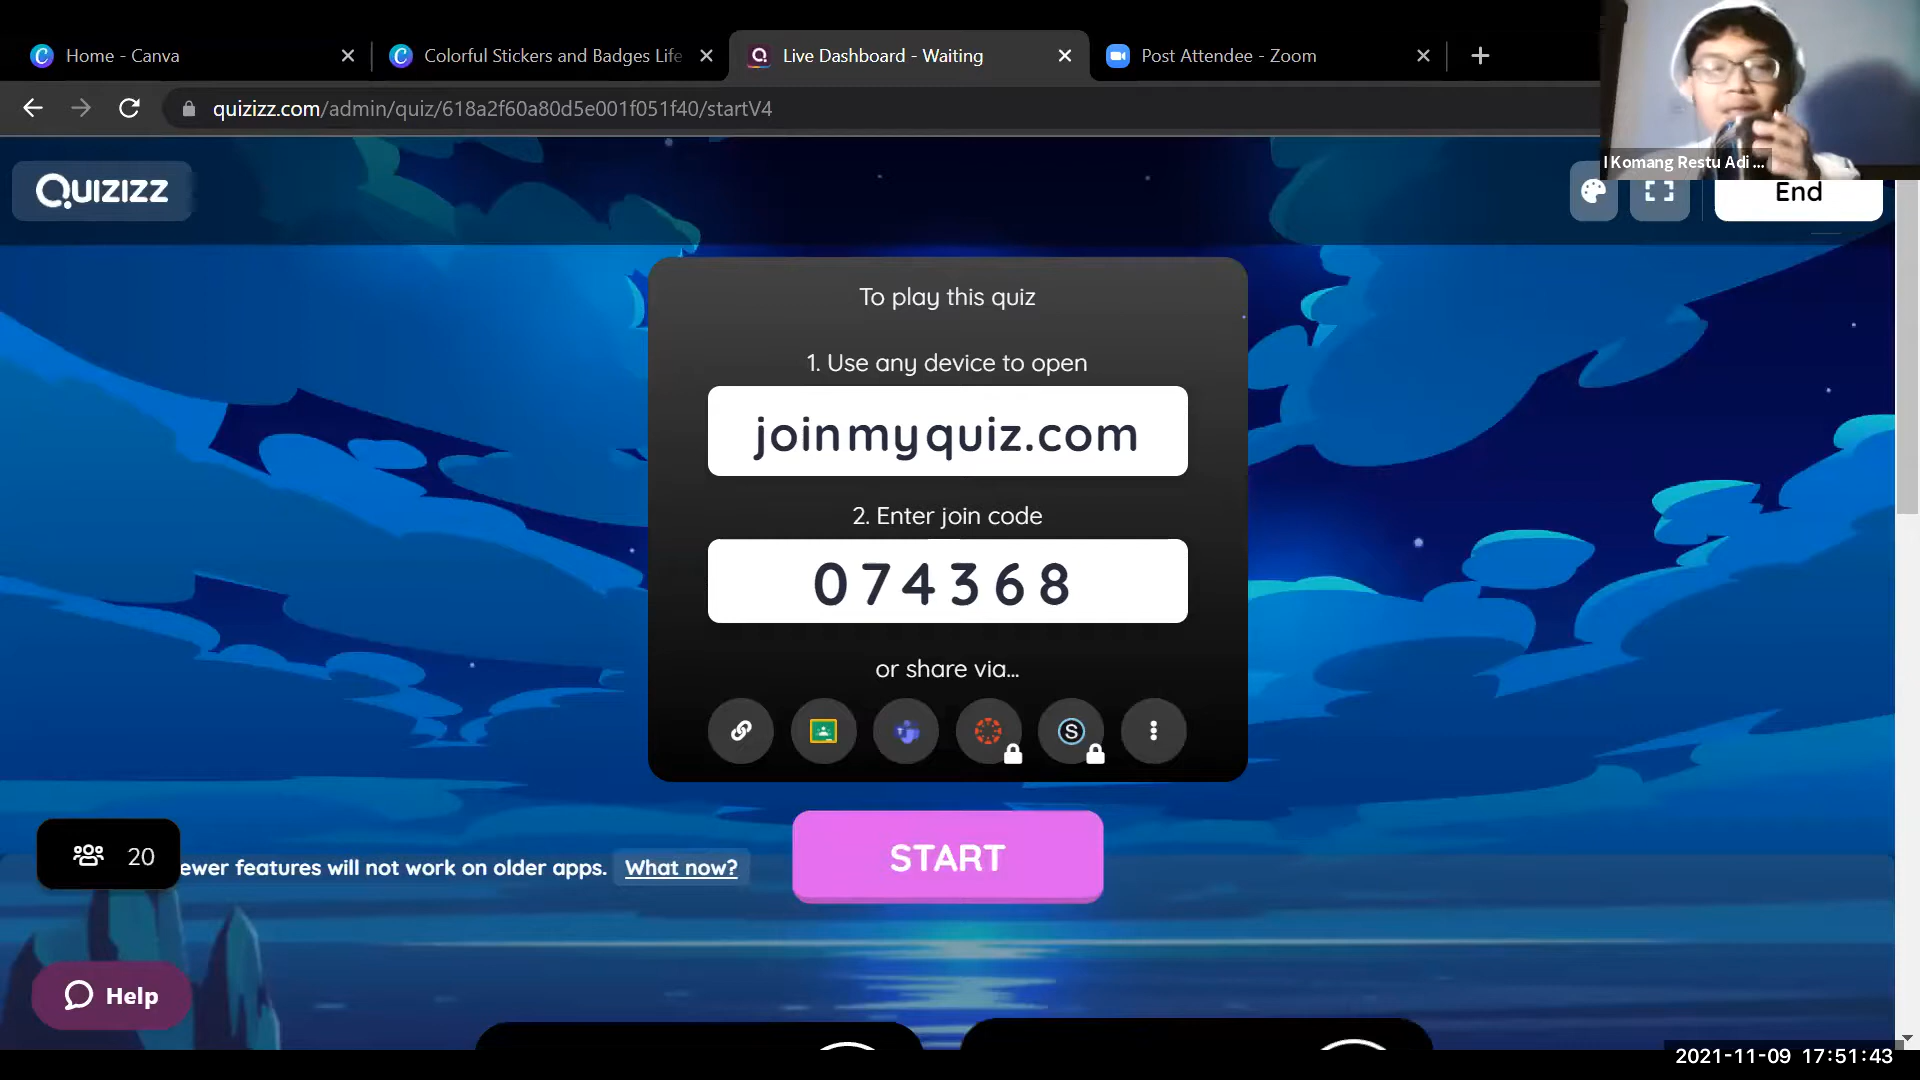 Home - Canva
Colorful Stickers and Badges Life
Live Dashboard - Waiting
Post Attendee - Zoom
quizizz.com/admin/quiz/618a2f60a80d5e001f051f40/startV4
I Komang Restu Adi ...
Quizizz
End
To play this quiz
1. Use any device to open
joinmyquiz.com
2. Enter join code
074368
or share via...
START
20
ewer features will not work on older apps. What now?
Help
2021-11-09 17:51:43